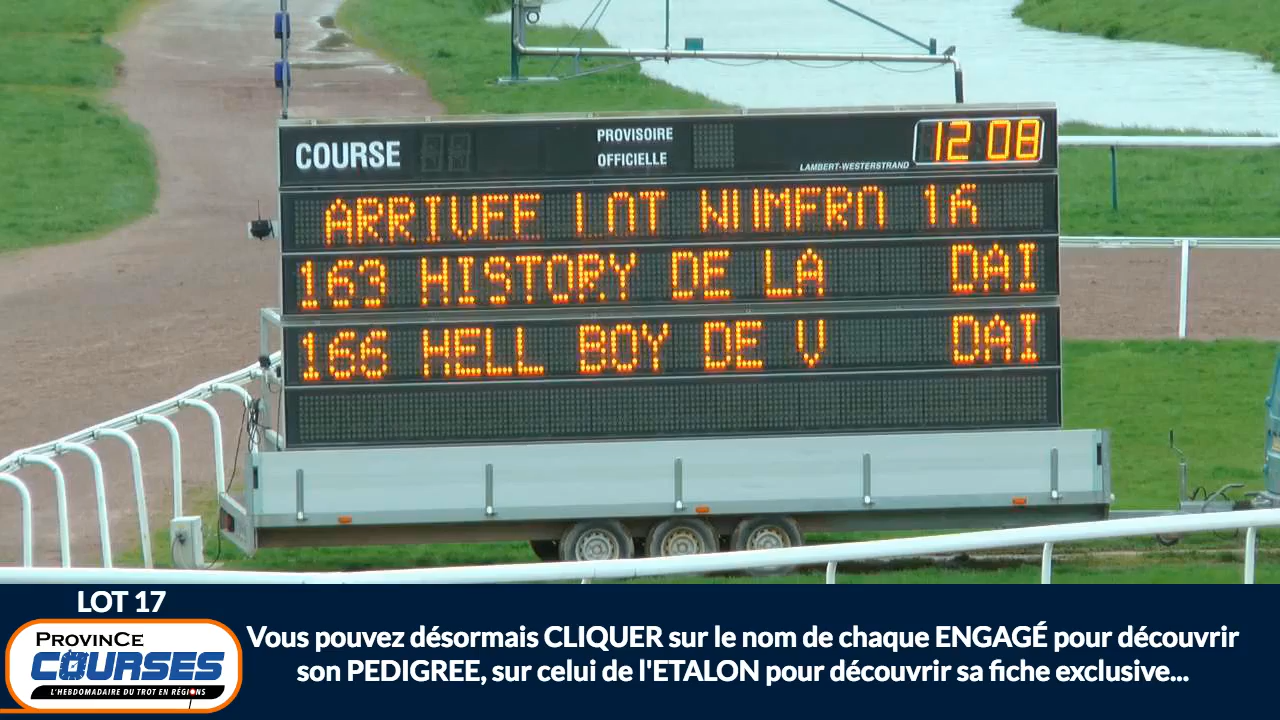 COURSE
PROVISOIRE
OFFICIELLE
LAMBERT-WESTERSTRAND
12 08
ARRIVEE LOT NUMERO 16
163 HISTORY DE LA DAI
166 HELL BOY DE V DAI
LOT 17
PROVINCE
COURSES
L'HEBDOMADAIRE DU TROT EN RÉGIONS
Vous pouvez désormais CLIQUER sur le nom de chaque ENGAGÉ pour découvrir
son PEDIGREE, sur celui de l'ETALON pour découvrir sa fiche exclusive...